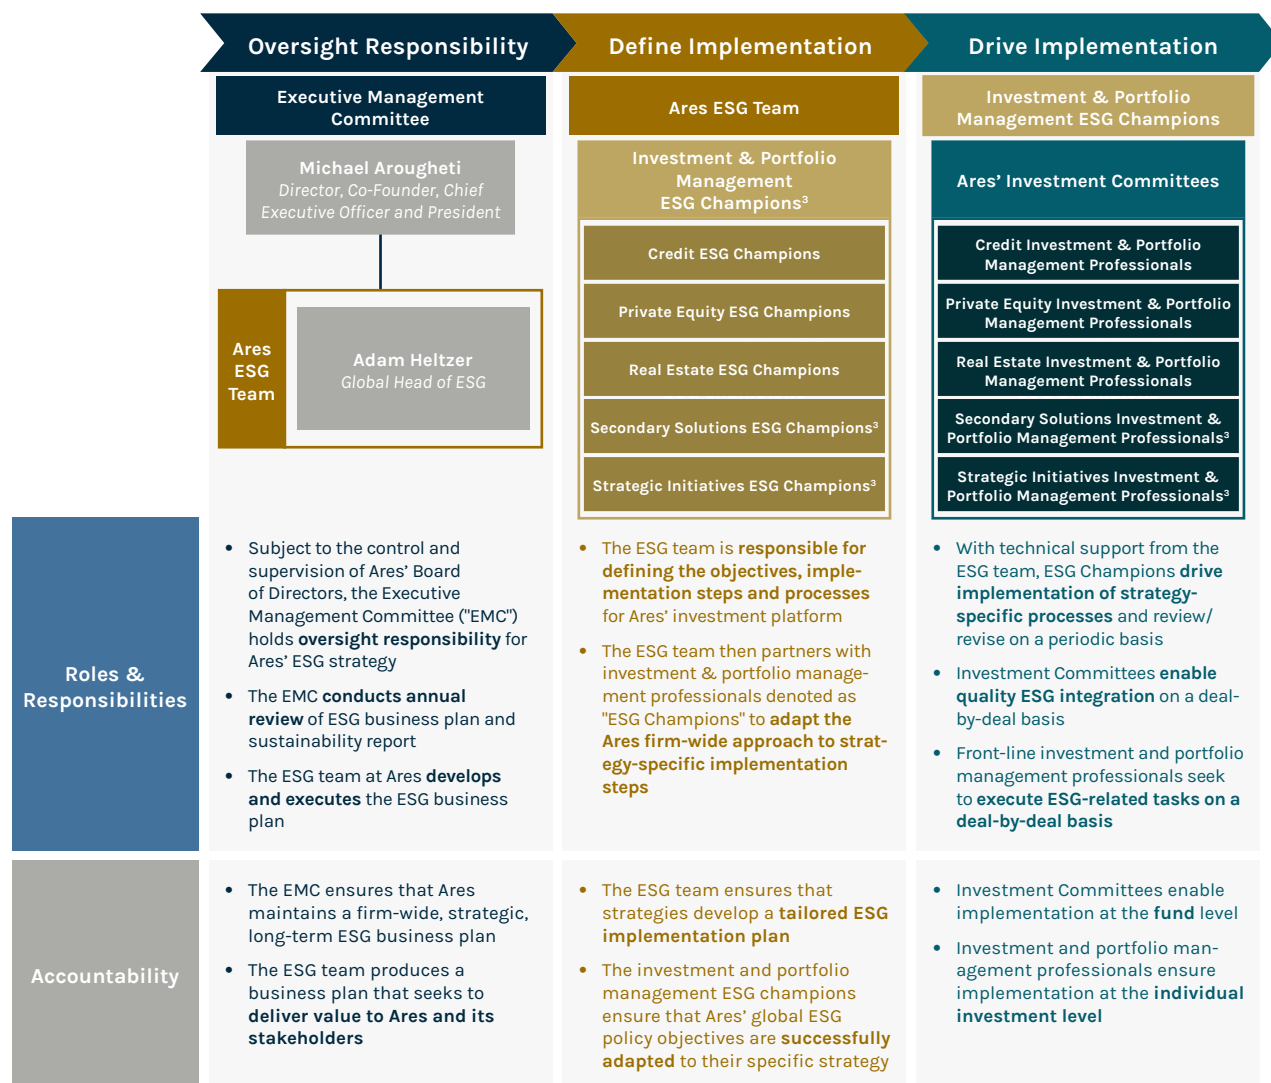 Oversight Responsibility
Define Implementation
Drive Implementation
Executive Management
Committee
Michael Arougheti
Director, Co-Founder, Chief
Executive Officer and President
Ares
ESG
Team
Adam Heltzer
Global Head of ESG
Ares ESG Team
Investment & Portfolio
Management
ESG Champions³
Credit ESG Champions
Private Equity ESG Champions
Real Estate ESG Champions
Secondary Solutions ESG Champions³
Strategic Initiatives ESG Champions³
Investment & Portfolio
Management ESG Champions
Ares’ Investment Committees
Credit Investment & Portfolio
Management Professionals
Private Equity Investment & Portfolio
Management Professionals
Real Estate Investment & Portfolio
Management Professionals
Secondary Solutions Investment &
Portfolio Management Professionals³
Strategic Initiatives Investment &
Portfolio Management Professionals³
Roles &
Responsibilities
• Subject to the control and
supervision of Ares’ Board
of Directors, the Executive
Management Committee ("EMC")
holds oversight responsibility for
Ares’ ESG strategy
• The EMC conducts annual
review of ESG business plan and
sustainability report
• The ESG team at Ares develops
and executes the ESG business
plan
• The ESG team is responsible for
defining the objectives, imple-
mentation steps and processes
for Ares’ investment platform
• The ESG team then partners with
investment & portfolio manage-
ment professionals denoted as
"ESG Champions" to adapt the
Ares firm-wide approach to strat-
egy-specific implementation
steps
• With technical support from the
ESG team, ESG Champions drive
implementation of strategy-
specific processes and review/
revise on a periodic basis
• Investment Committees enable
quality ESG integration on a deal-
by-deal basis
• Front-line investment and portfolio
management professionals seek
to execute ESG-related tasks on a
deal-by-deal basis
Accountability
• The EMC ensures that Ares
maintains a firm-wide, strategic,
long-term ESG business plan
• The ESG team produces a
business plan that seeks to
deliver value to Ares and its
stakeholders
• The ESG team ensures that
strategies develop a tailored ESG
implementation plan
• The investment and portfolio
management ESG champions
ensure that Ares’ global ESG
policy objectives are successfully
adapted to their specific strategy
• Investment Committees enable
implementation at the fund level
• Investment and portfolio man-
agement professionals ensure
implementation at the individual
investment level